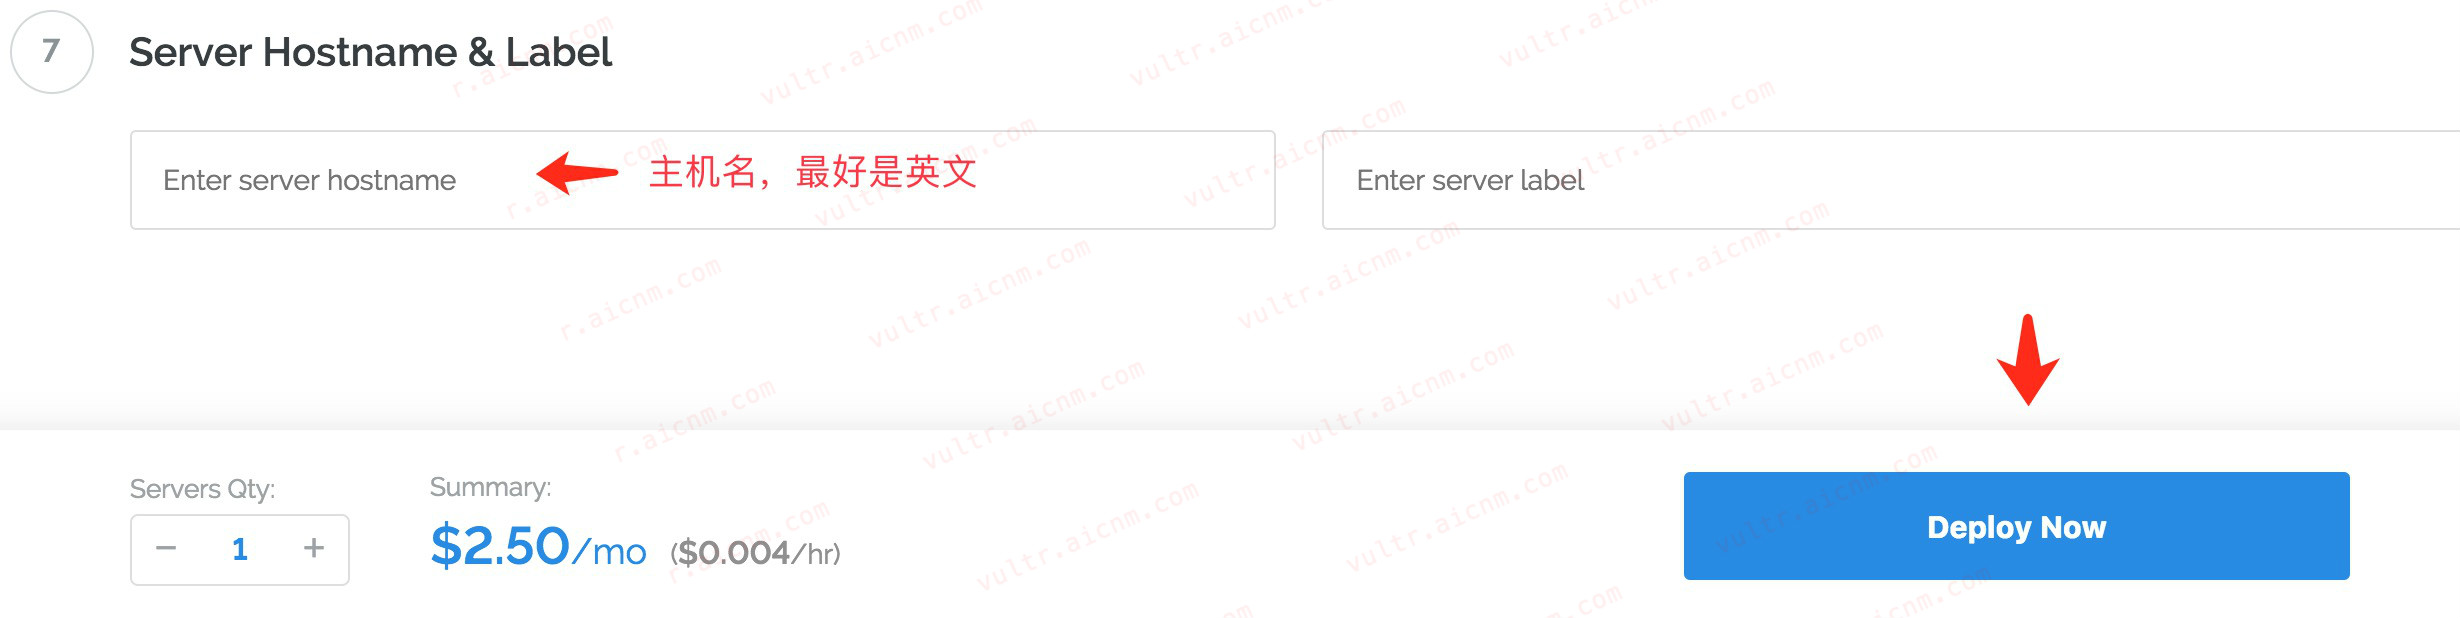 7
Server Hostname & Label
Enter server hostname
主机名，最好是英文
Enter server label
Servers Qty:
− 1 +
Summary:
$2.50/mo ($0.004/hr)
Deploy Now
vultr.aicnm.com